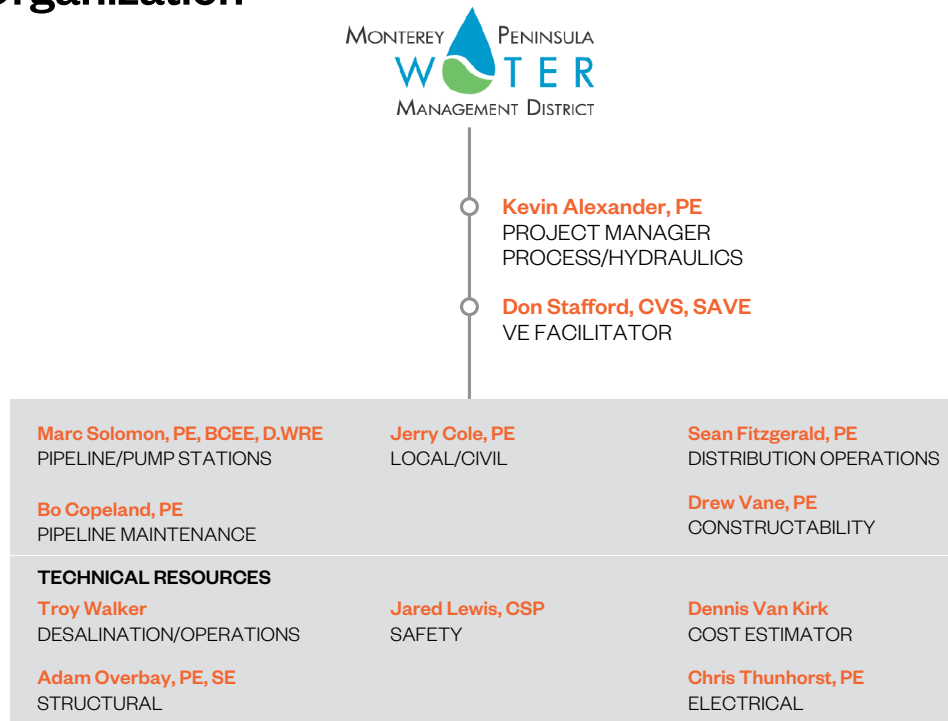 Organization
MONTEREY PENINSULA
WATER
MANAGEMENT DISTRICT
Kevin Alexander, PE
PROJECT MANAGER
PROCESS/HYDRAULICS
Don Stafford, CVS, SAVE
VE FACILITATOR
Marc Solomon, PE, BCEE, D.WRE
PIPELINE/PUMP STATIONS
Bo Copeland, PE
PIPELINE MAINTENANCE
Jerry Cole, PE
LOCAL/CIVIL
Sean Fitzgerald, PE
DISTRIBUTION OPERATIONS
Drew Vane, PE
CONSTRUCTABILITY
TECHNICAL RESOURCES
Troy Walker
DESALINATION/OPERATIONS
Adam Overbay, PE, SE
STRUCTURAL
Jared Lewis, CSP
SAFETY
Dennis Van Kirk
COST ESTIMATOR
Chris Thunhorst, PE
ELECTRICAL